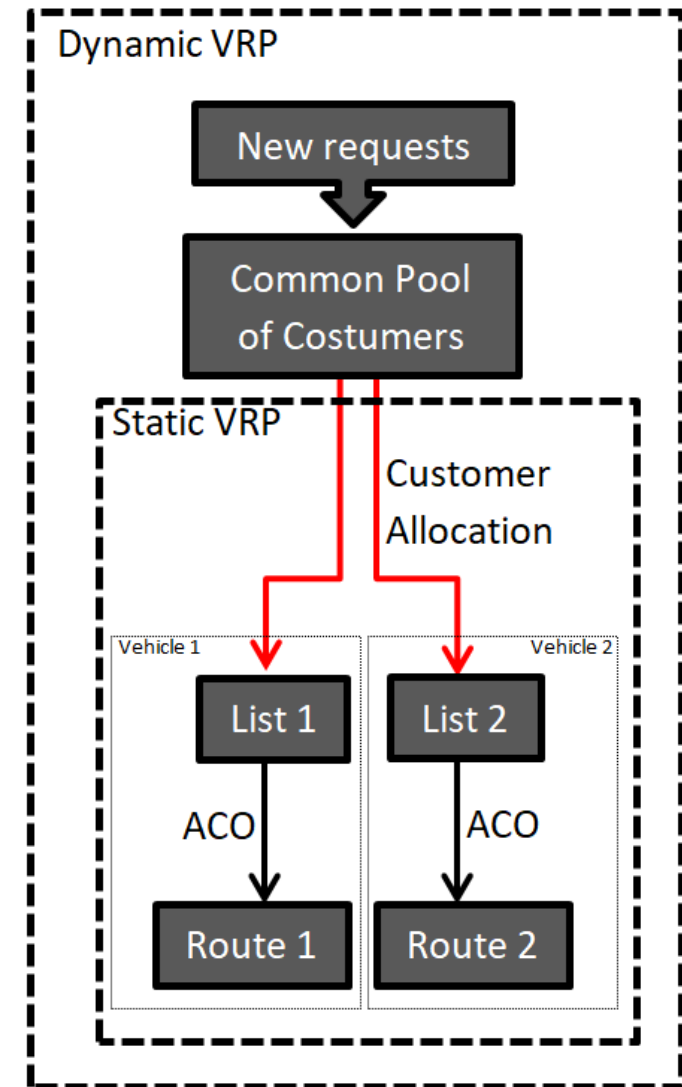 Dynamic VRP
New requests
Common Pool
of Costumers
Static VRP
Customer
Allocation
Vehicle 1
Vehicle 2
List 1
List 2
ACO
ACO
Route 1
Route 2